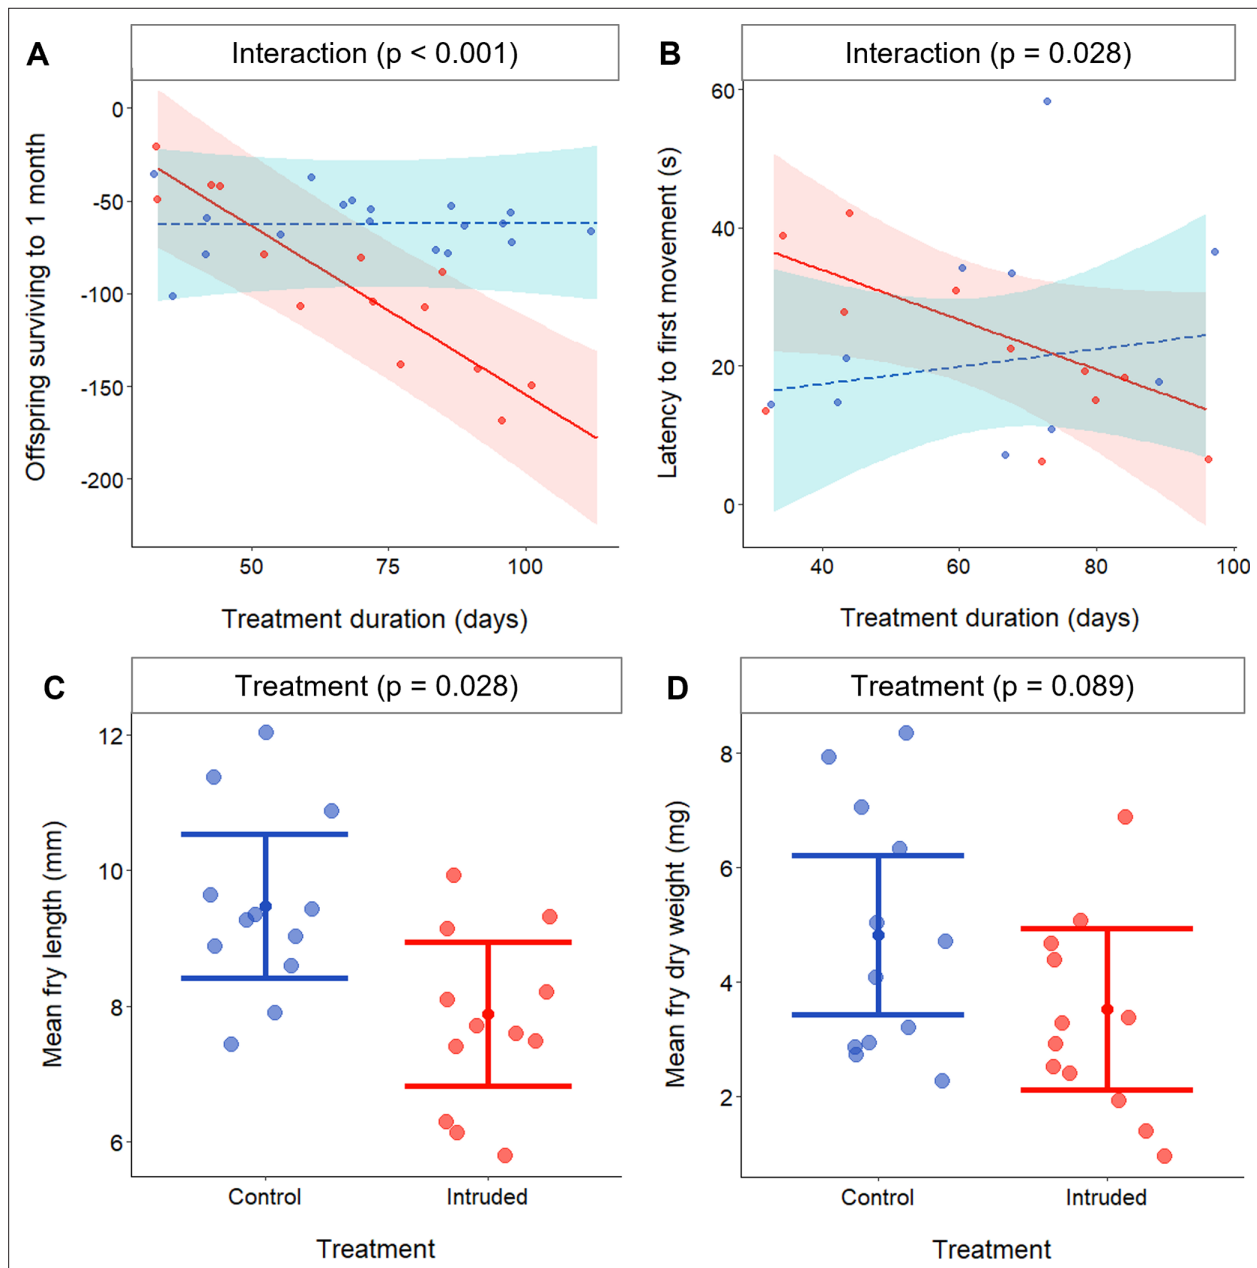 A
Interaction (p < 0.001)
Offspring surviving to 1 month
0
-50
-100
-150
-200
50 75 100
Treatment duration (days)
B
Interaction (p = 0.028)
Latency to first movement (s)
60
40
20
0
40 60 80 100
Treatment duration (days)
C
Treatment (p = 0.028)
Mean fry length (mm)
12
10
8
6
Control Intruded
Treatment
D
Treatment (p = 0.089)
Mean fry dry weight (mg)
8
6
4
2
Control Intruded
Treatment